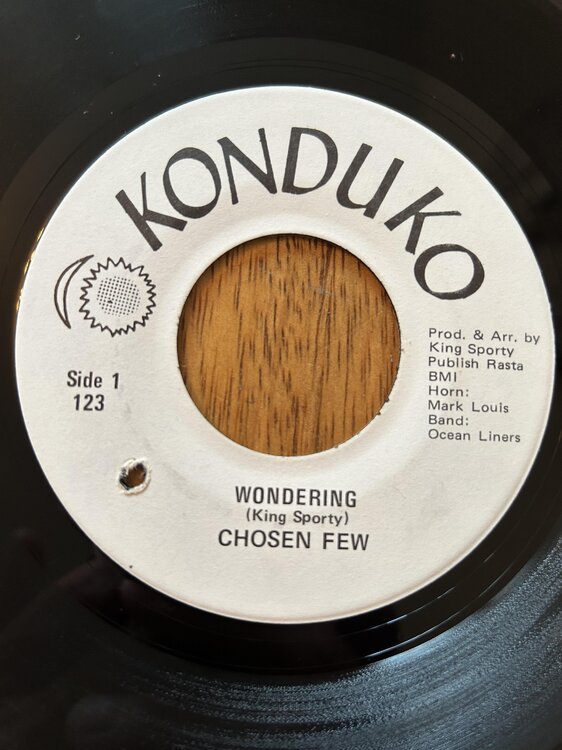 KONDUKO
Side 1
123
Prod. & Arr. by
King Sporty
Publish Rasta
BMI
Horn:
Mark Louis
Band:
Ocean Liners
WONDERING
(King Sporty)
CHOSEN FEW